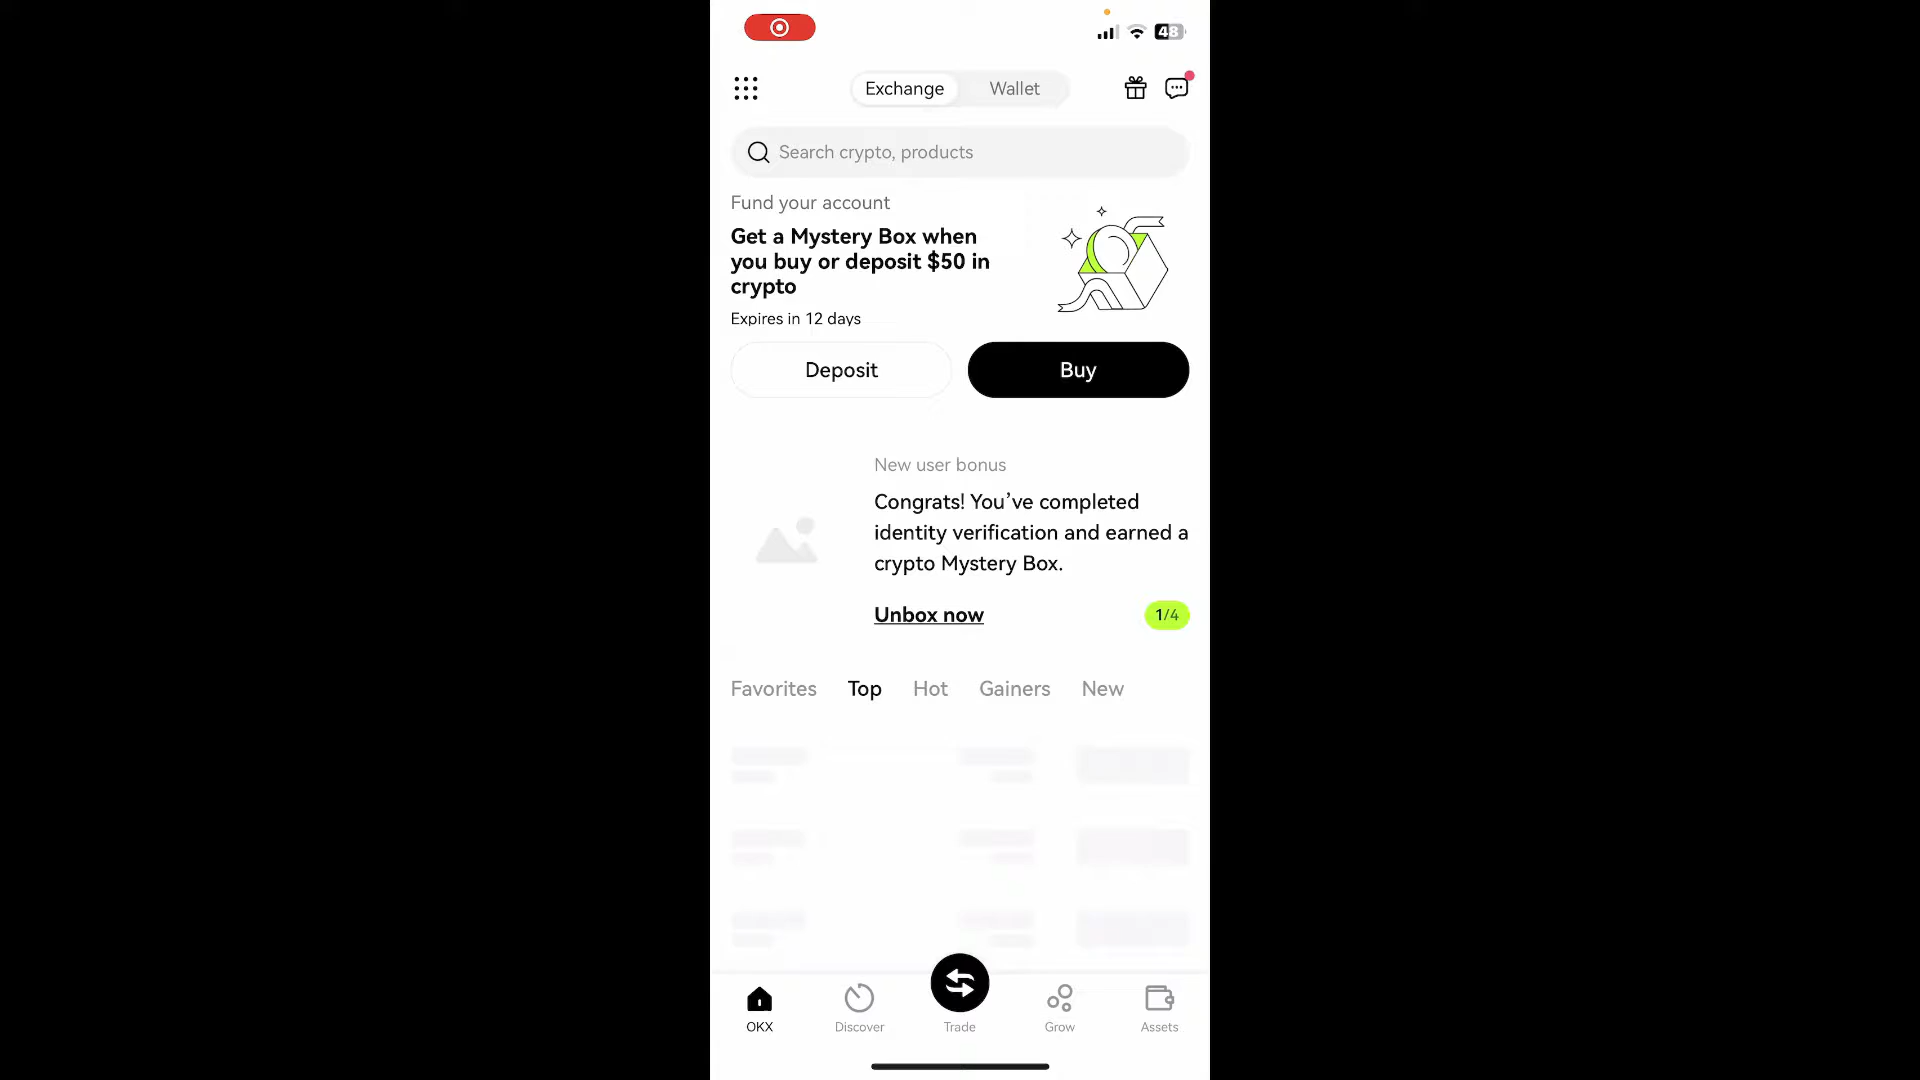 48
Exchange
Wallet
Search crypto, products
Fund your account
Get a Mystery Box when
you buy or deposit $50 in
crypto
Expires in 12 days
Deposit
Buy
New user bonus
Congrats! You’ve completed
identity verification and earned a
crypto Mystery Box.
Unbox now
1/4
Favorites
Top
Hot
Gainers
New
OKX
Discover
Trade
Grow
Assets